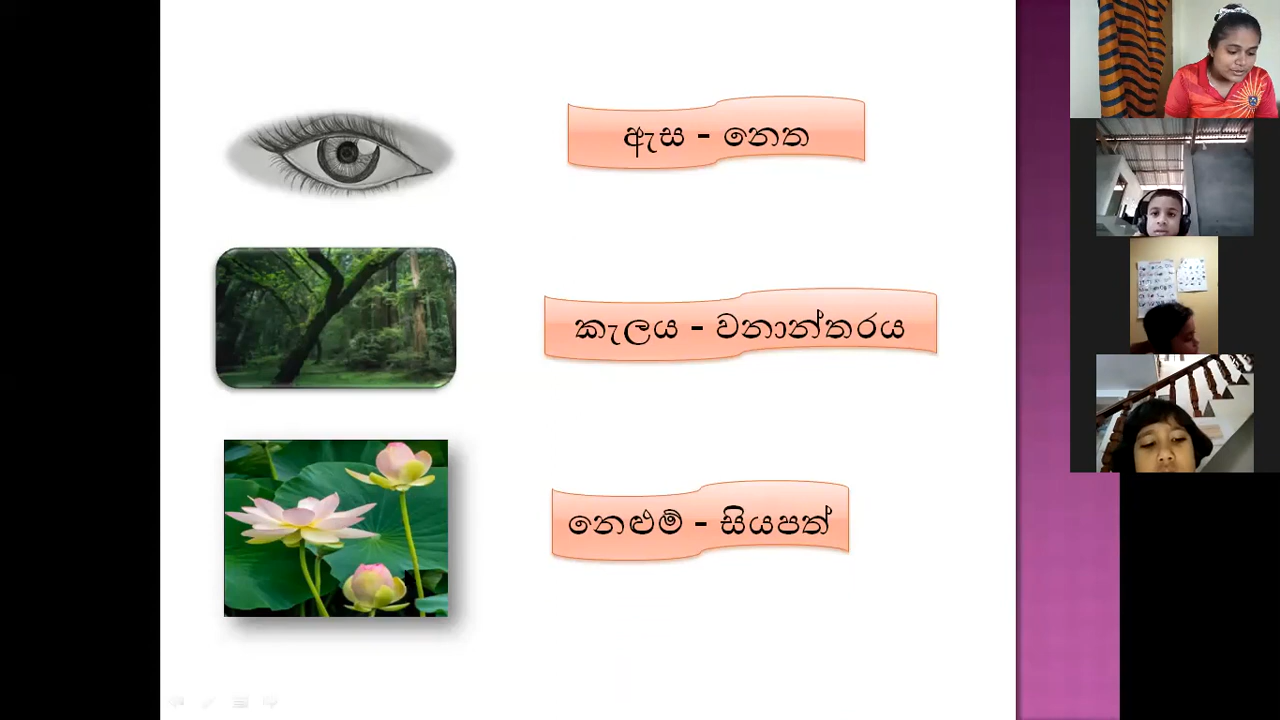 ඇස - නෙත
කැලය - වනාන්තරය
නෙළුම් - සියපත්